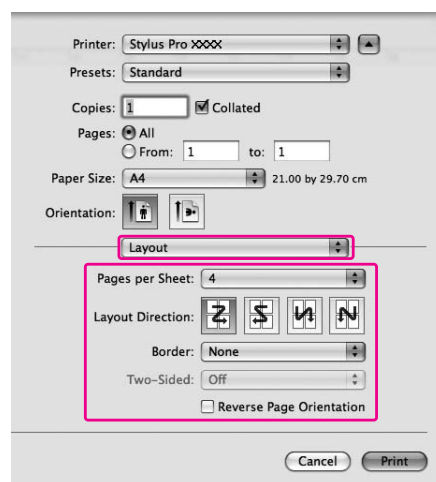 Printer: Stylus Pro XXXX
Presets: Standard
Copies: 1 Collated
Pages: All
From: 1 to: 1
Paper Size: A4 21.00 by 29.70 cm
Orientation:
Layout
Pages per Sheet: 4
Layout Direction:
Border: None
Two-Sided: Off
Reverse Page Orientation
Cancel Print